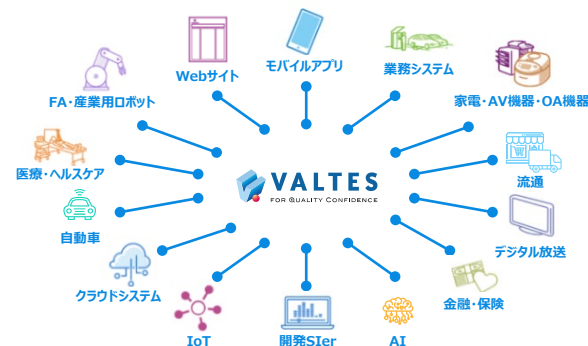 モバイルアプリ
Webサイト
業務システム
FA・産業用ロボット
家電・AV機器・OA機器
医療・ヘルスケア
流通
VALTES
FOR QUALITY CONFIDENCE
自動車
デジタル放送
クラウドシステム
金融・保険
IoT
開発SIer
AI